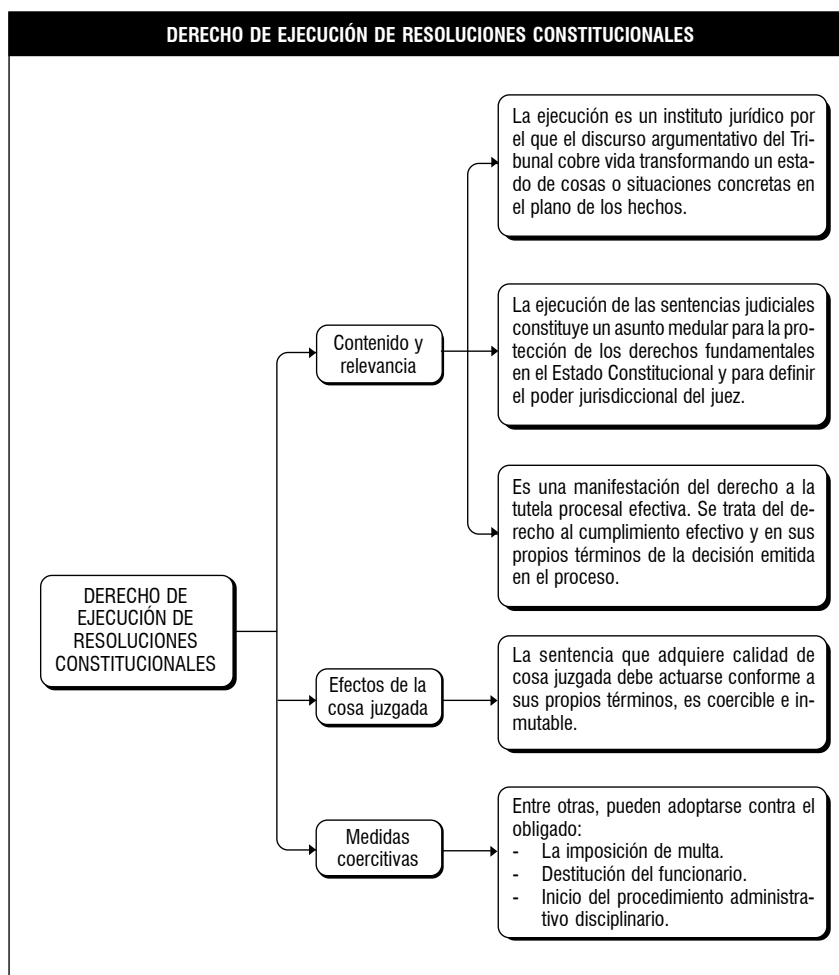 DERECHO DE EJECUCIÓN DE RESOLUCIONES CONSTITUCIONALES
La ejecución es un instituto jurídico por
el que el discurso argumentativo del Tri-
bunal cobre vida transformando un esta-
do de cosas o situaciones concretas en
el plano de los hechos.
La ejecución de las sentencias judiciales
constituye un asunto medular para la pro-
tección de los derechos fundamentales
en el Estado Constitucional y para definir
el poder jurisdiccional del juez.
Contenido y
relevancia
Es una manifestación del derecho a la
tutela procesal efectiva. Se trata del de-
recho al cumplimiento efectivo y en sus
propios términos de la decisión emitida
en el proceso.
DERECHO DE
EJECUCIÓN DE
RESOLUCIONES
CONSTITUCIONALES
Efectos de la
cosa juzgada
La sentencia que adquiere calidad de
cosa juzgada debe actuarse conforme a
sus propios términos, es coercible e in-
mutable.
Medidas
coercitivas
Entre otras, pueden adoptarse contra el
obligado:
- La imposición de multa.
- Destitución del funcionario.
- Inicio del procedimiento administra-
tivo disciplinario.